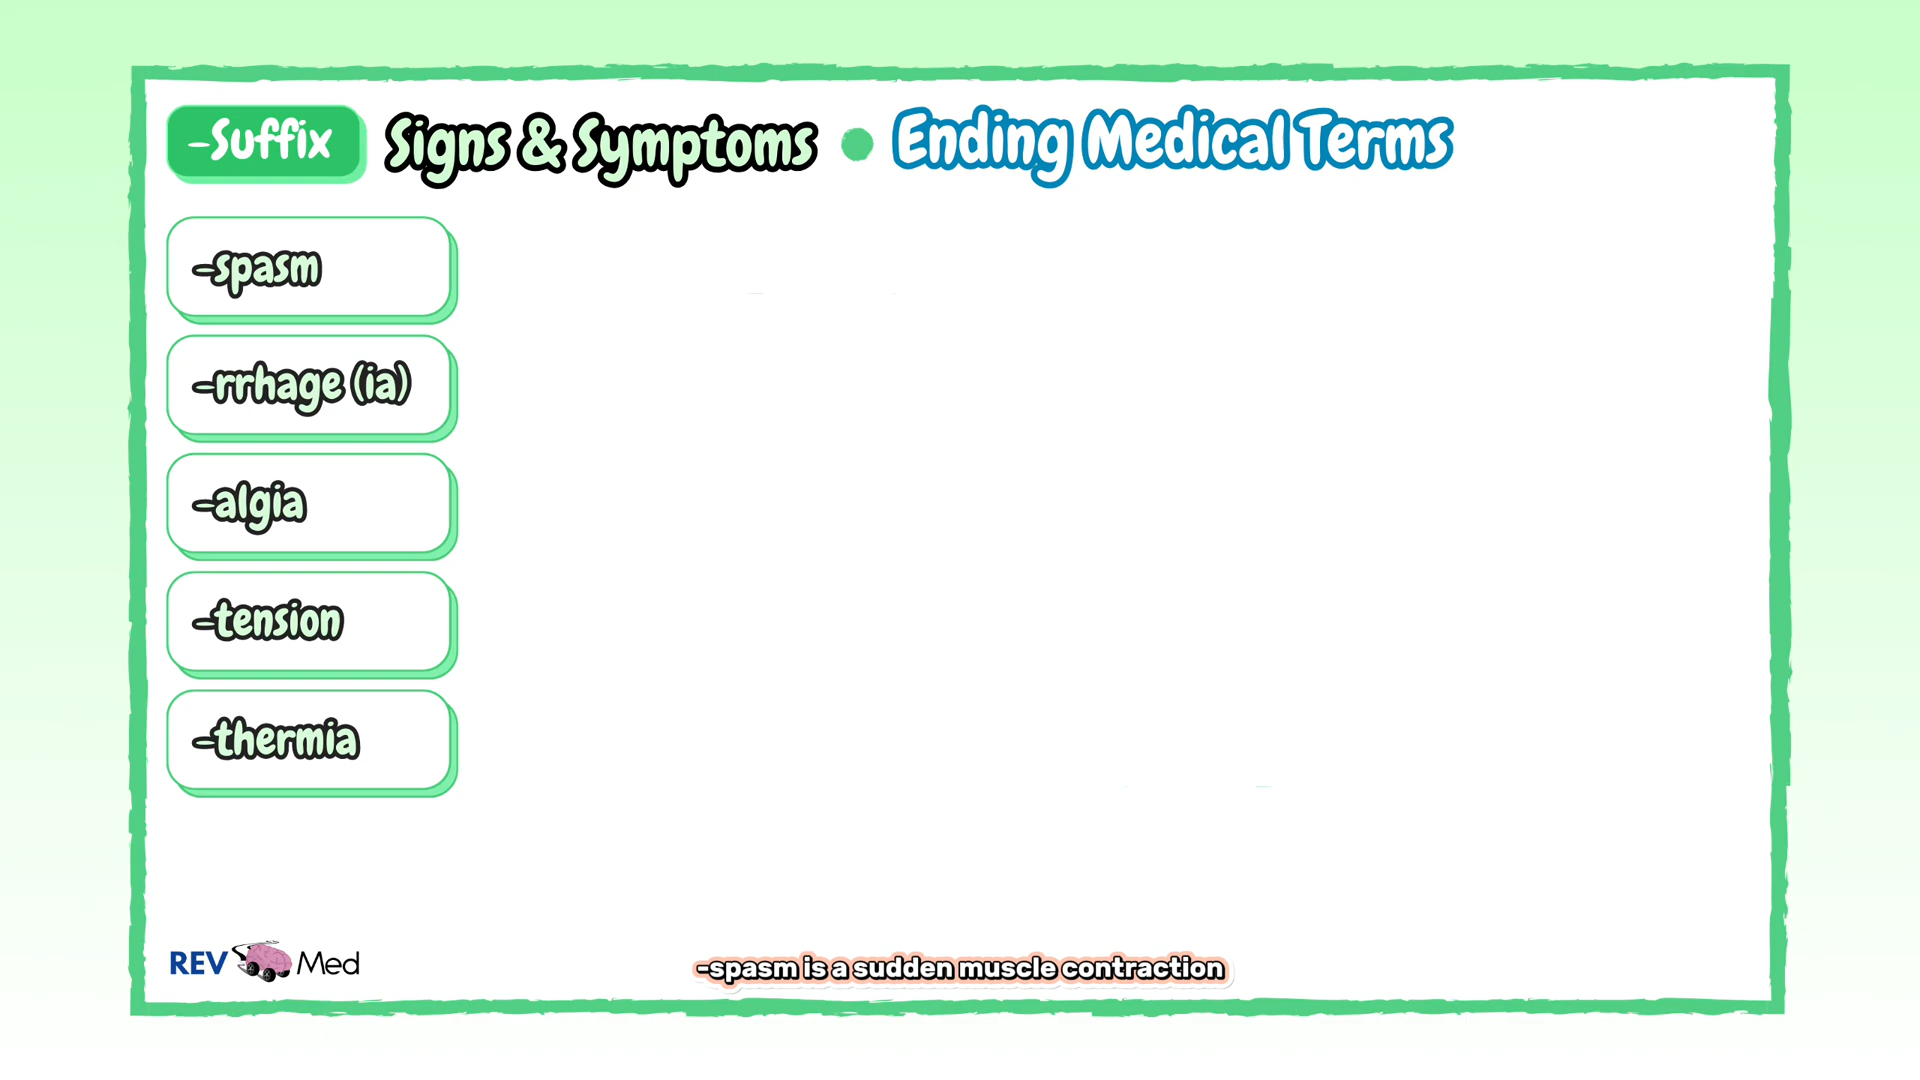 -Suffix Signs & Symptoms • Ending Medical Terms
-spasm
-rrhage (ia)
-algia
-tension
-thermia
REV Med
-spasm is a sudden muscle contraction